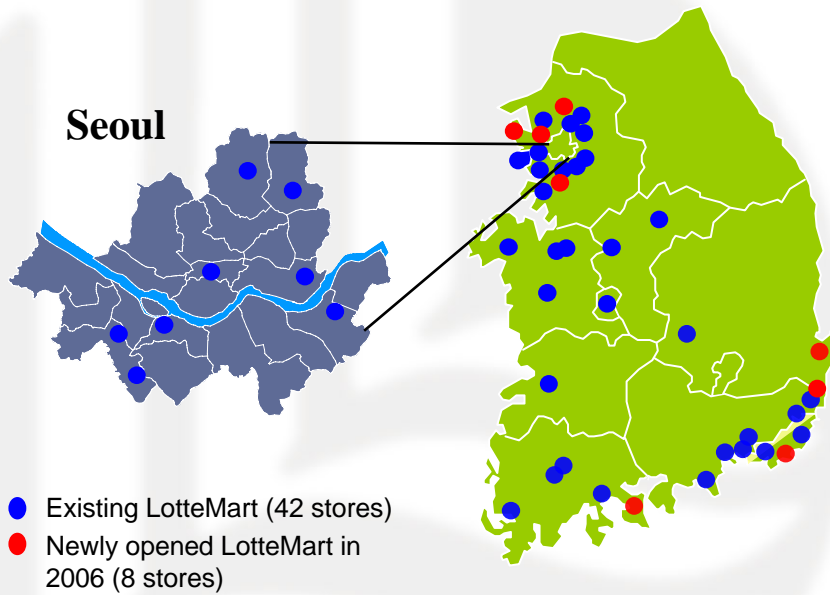 Seoul
Existing LotteMart (42 stores)
Newly opened LotteMart in
2006 (8 stores)